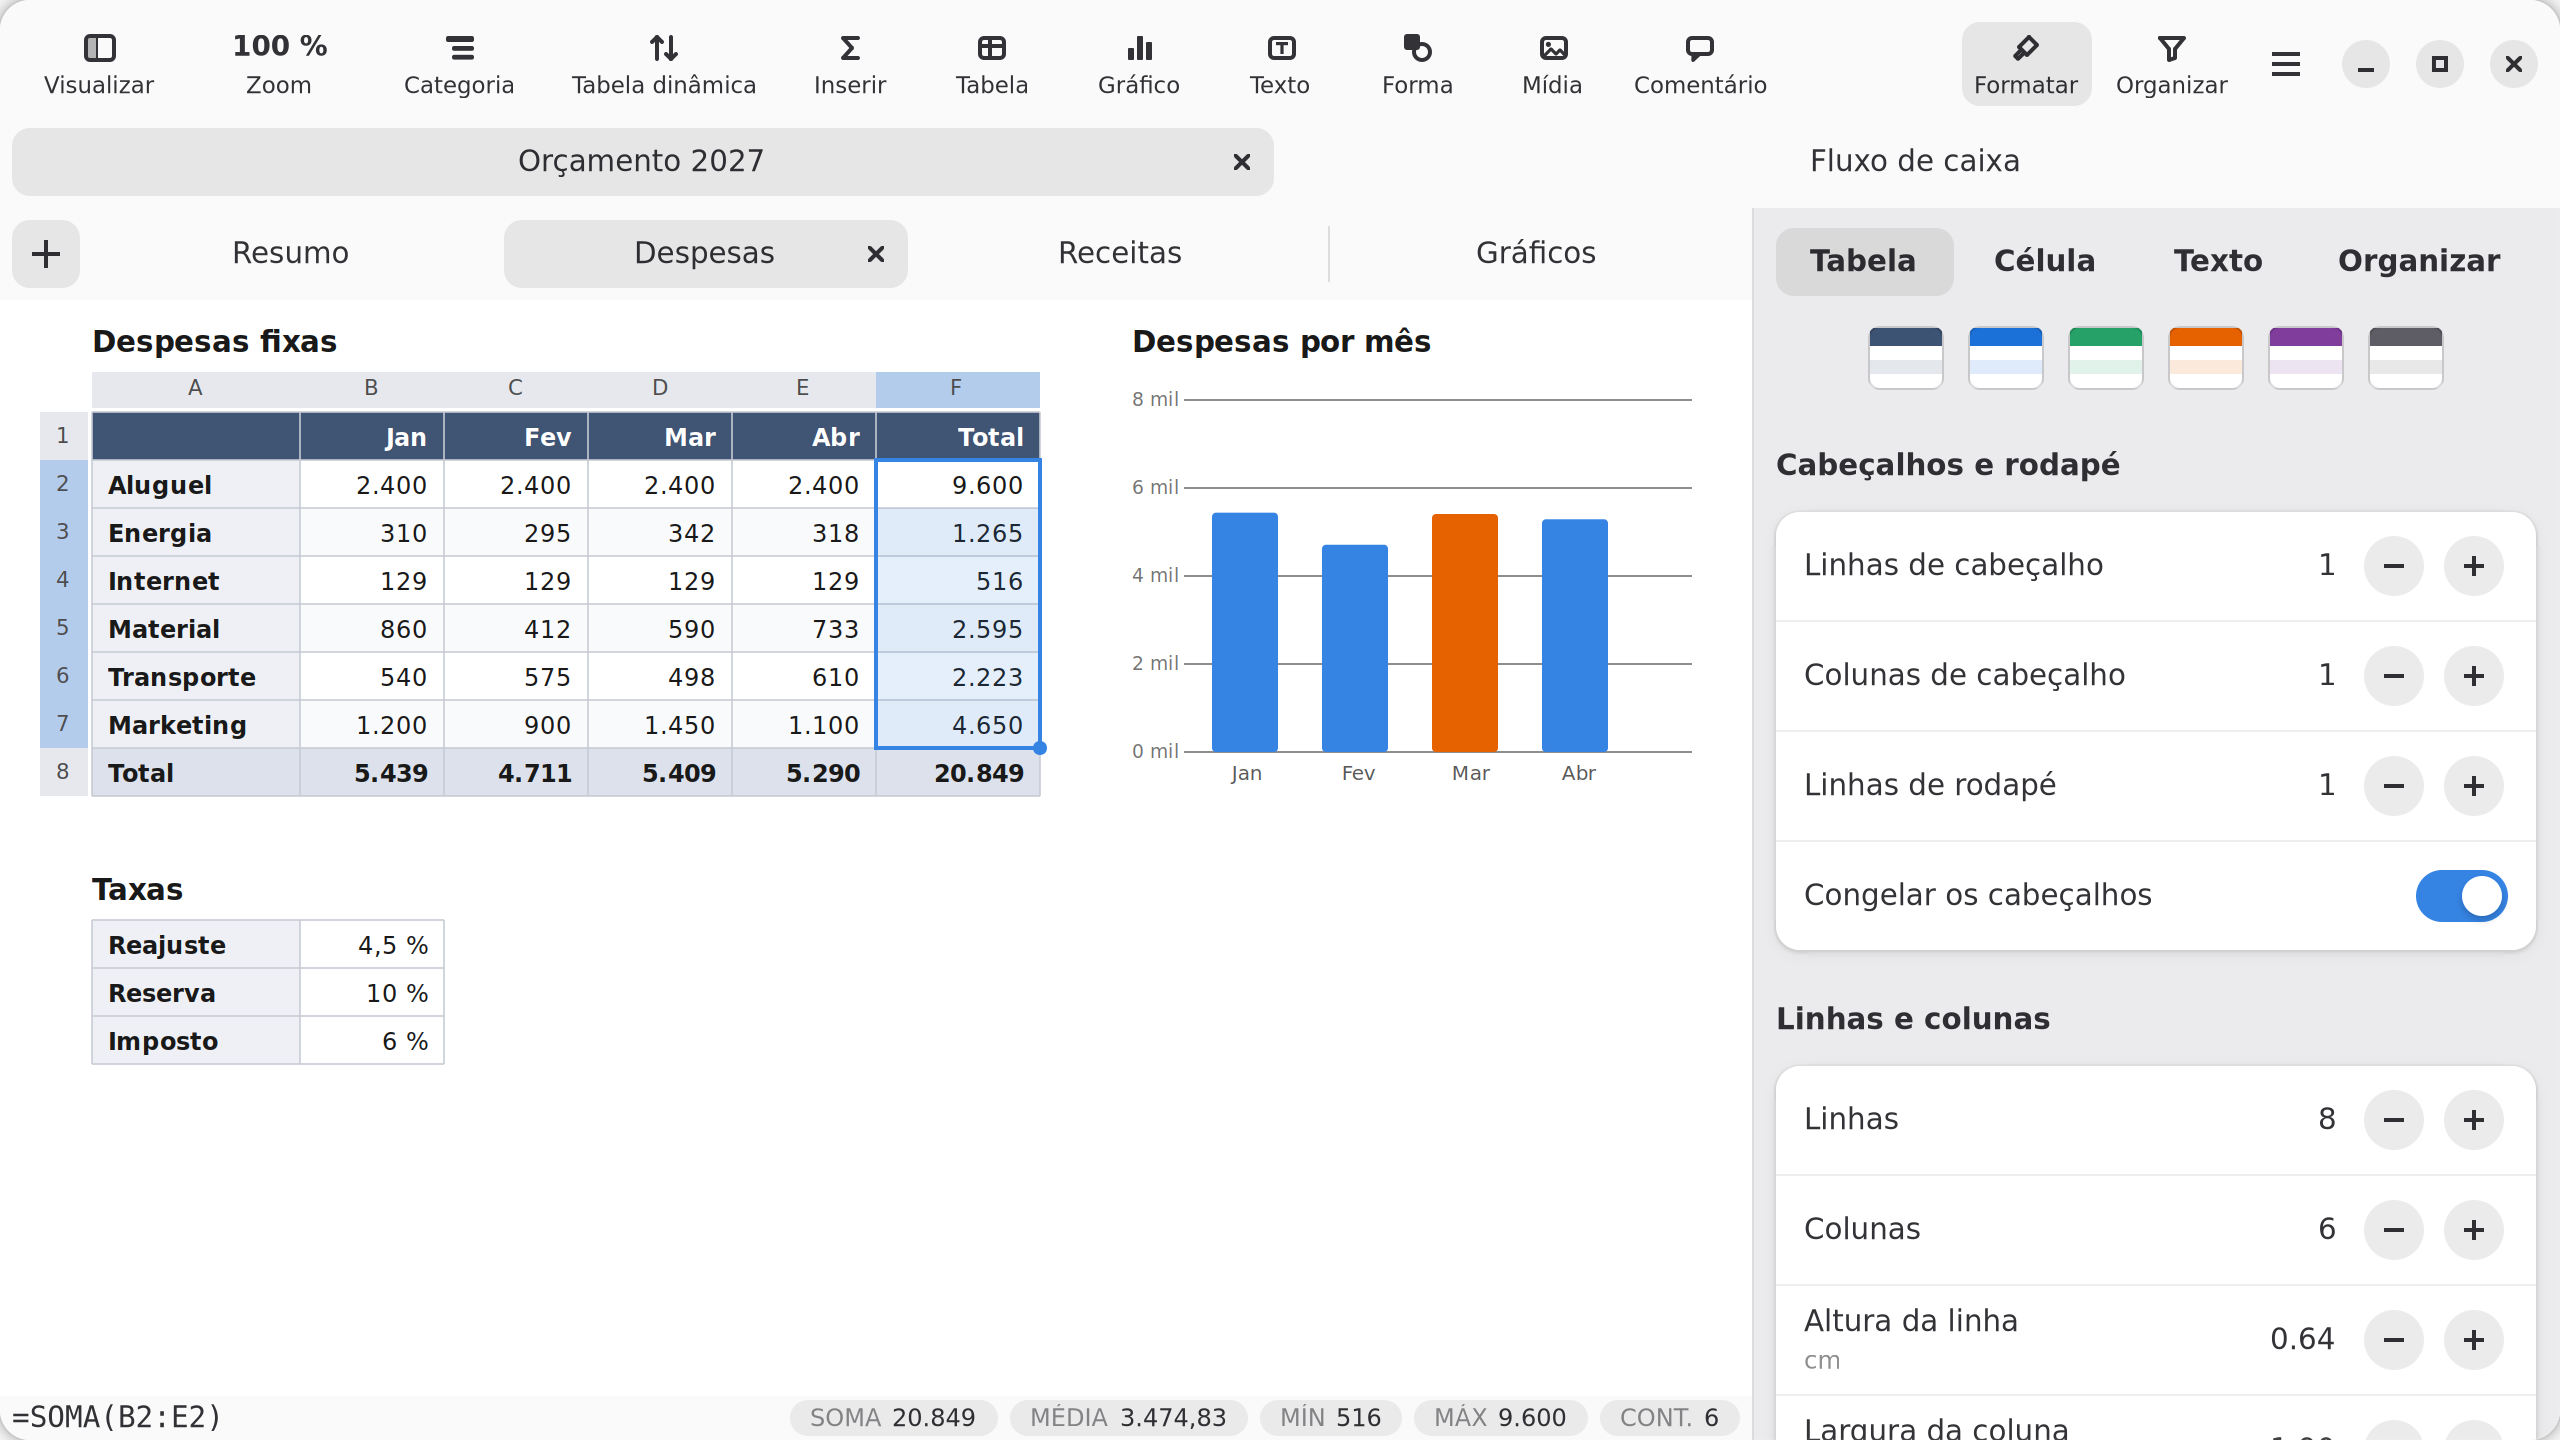 100 %
Visualizar Zoom Categoria Tabela dinâmica Inserir Tabela Gráfico Texto Forma Mídia Comentário Formatar Organizar
Orçamento 2027 Fluxo de caixa
Resumo Despesas Receitas Gráficos
Despesas fixas
A B C D E F
1 Jan Fev Mar Abr Total
2 Aluguel 2.400 2.400 2.400 2.400 9.600
3 Energia 310 295 342 318 1.265
4 Internet 129 129 129 129 516
5 Material 860 412 590 733 2.595
6 Transporte 540 575 498 610 2.223
7 Marketing 1.200 900 1.450 1.100 4.650
8 Total 5.439 4.711 5.409 5.290 20.849
Despesas por mês
8 mil
6 mil
4 mil
2 mil
0 mil
Jan Fev Mar Abr
Taxas
Reajuste 4,5 %
Reserva 10 %
Imposto 6 %
=SOMA(B2:E2)
SOMA 20.849 MÉDIA 3.474,83 MÍN 516 MÁX 9.600 CONT. 6
Tabela Célula Texto Organizar
Cabeçalhos e rodapé
Linhas de cabeçalho 1
Colunas de cabeçalho 1
Linhas de rodapé 1
Congelar os cabeçalhos
Linhas e colunas
Linhas 8
Colunas 6
Altura da linha 0.64
cm
Largura da coluna